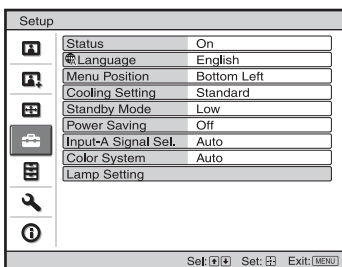 Setup
Status On
Language English
Menu Position Bottom Left
Cooling Setting Standard
Standby Mode Low
Power Saving Off
Input-A Signal Sel. Auto
Color System Auto
Lamp Setting
Sel: Set: Exit: MENU